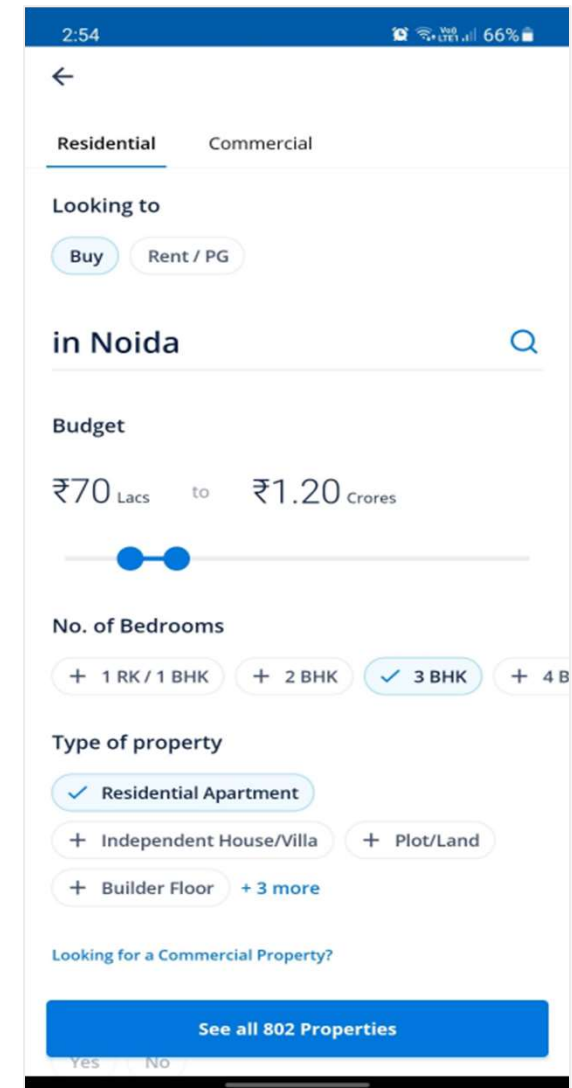 2:54 66%
Residential Commercial
Looking to
Buy Rent / PG
in Noida
Budget
₹70 Lacs to ₹1.20 Crores
No. of Bedrooms
+ 1 RK / 1 BHK + 2 BHK ✓ 3 BHK + 4 B
Type of property
✓ Residential Apartment
+ Independent House/Villa + Plot/Land
+ Builder Floor + 3 more
Looking for a Commercial Property?
See all 802 Properties
Yes No